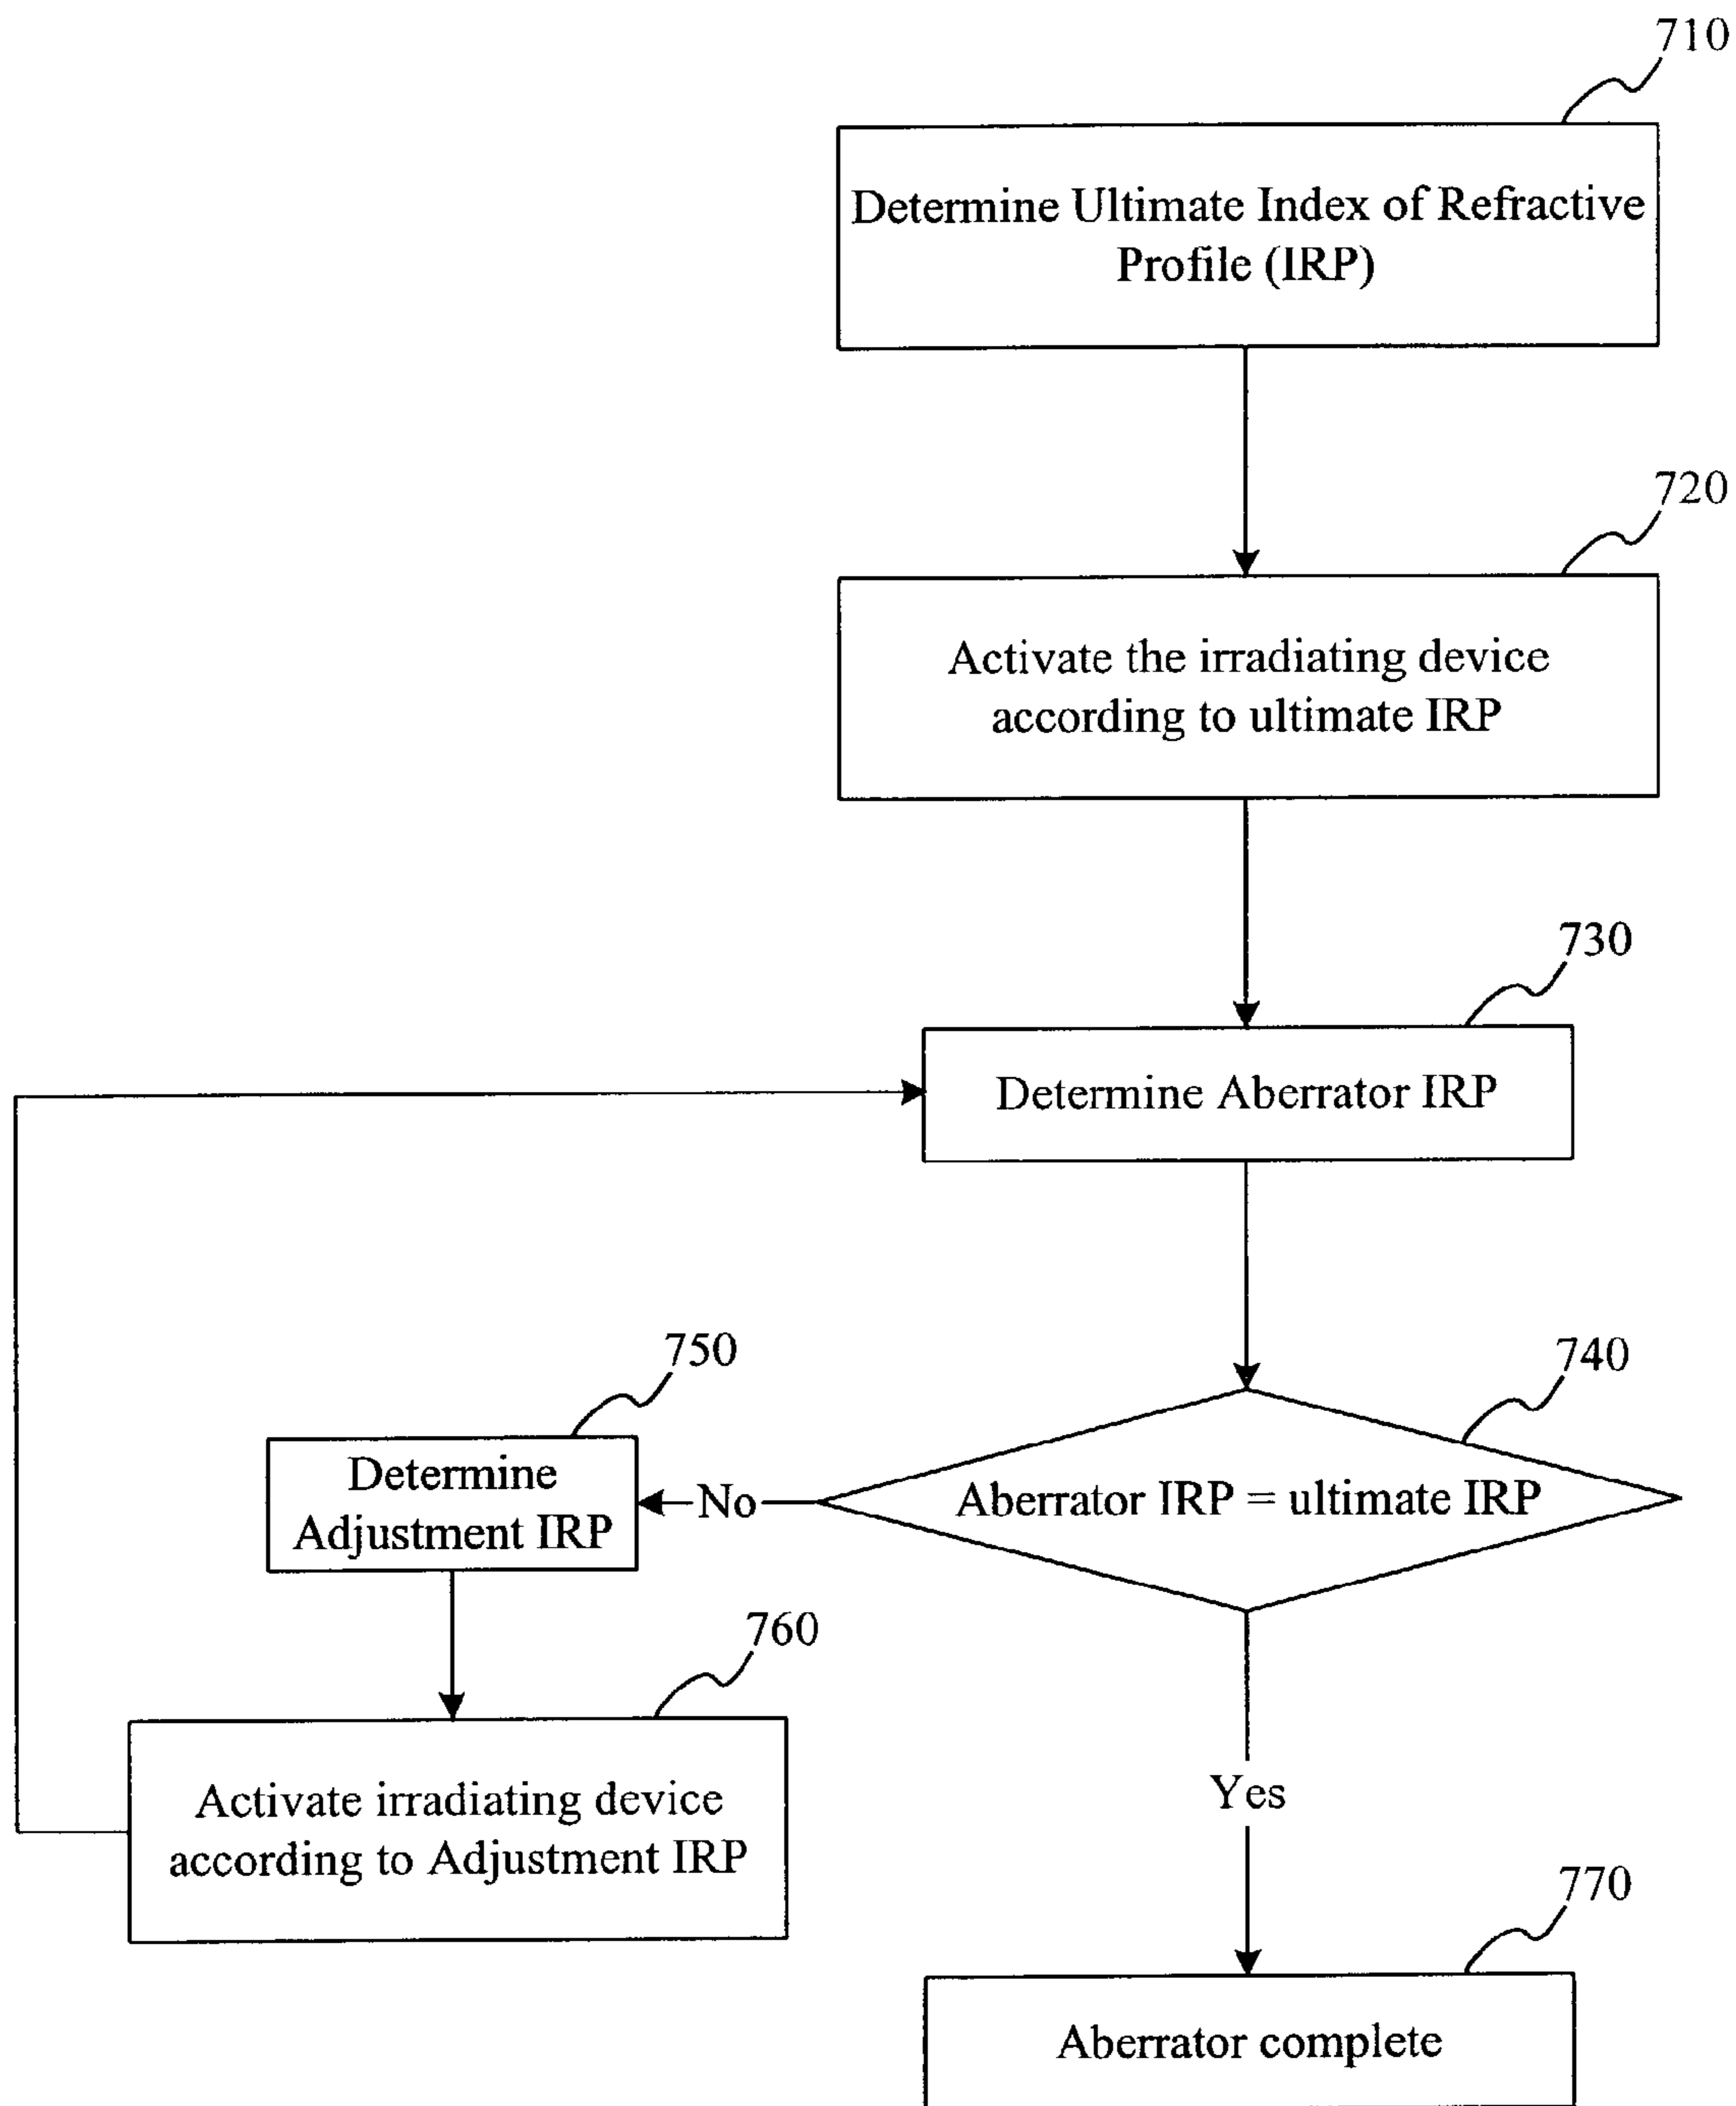 710
Determine Ultimate Index of Refractive
Profile (IRP)
720
Activate the irradiating device
according to ultimate IRP
730
Determine Aberrator IRP
740
Aberrator IRP = ultimate IRP
No
750
Determine
Adjustment IRP
760
Activate irradiating device
according to Adjustment IRP
Yes
770
Aberrator complete